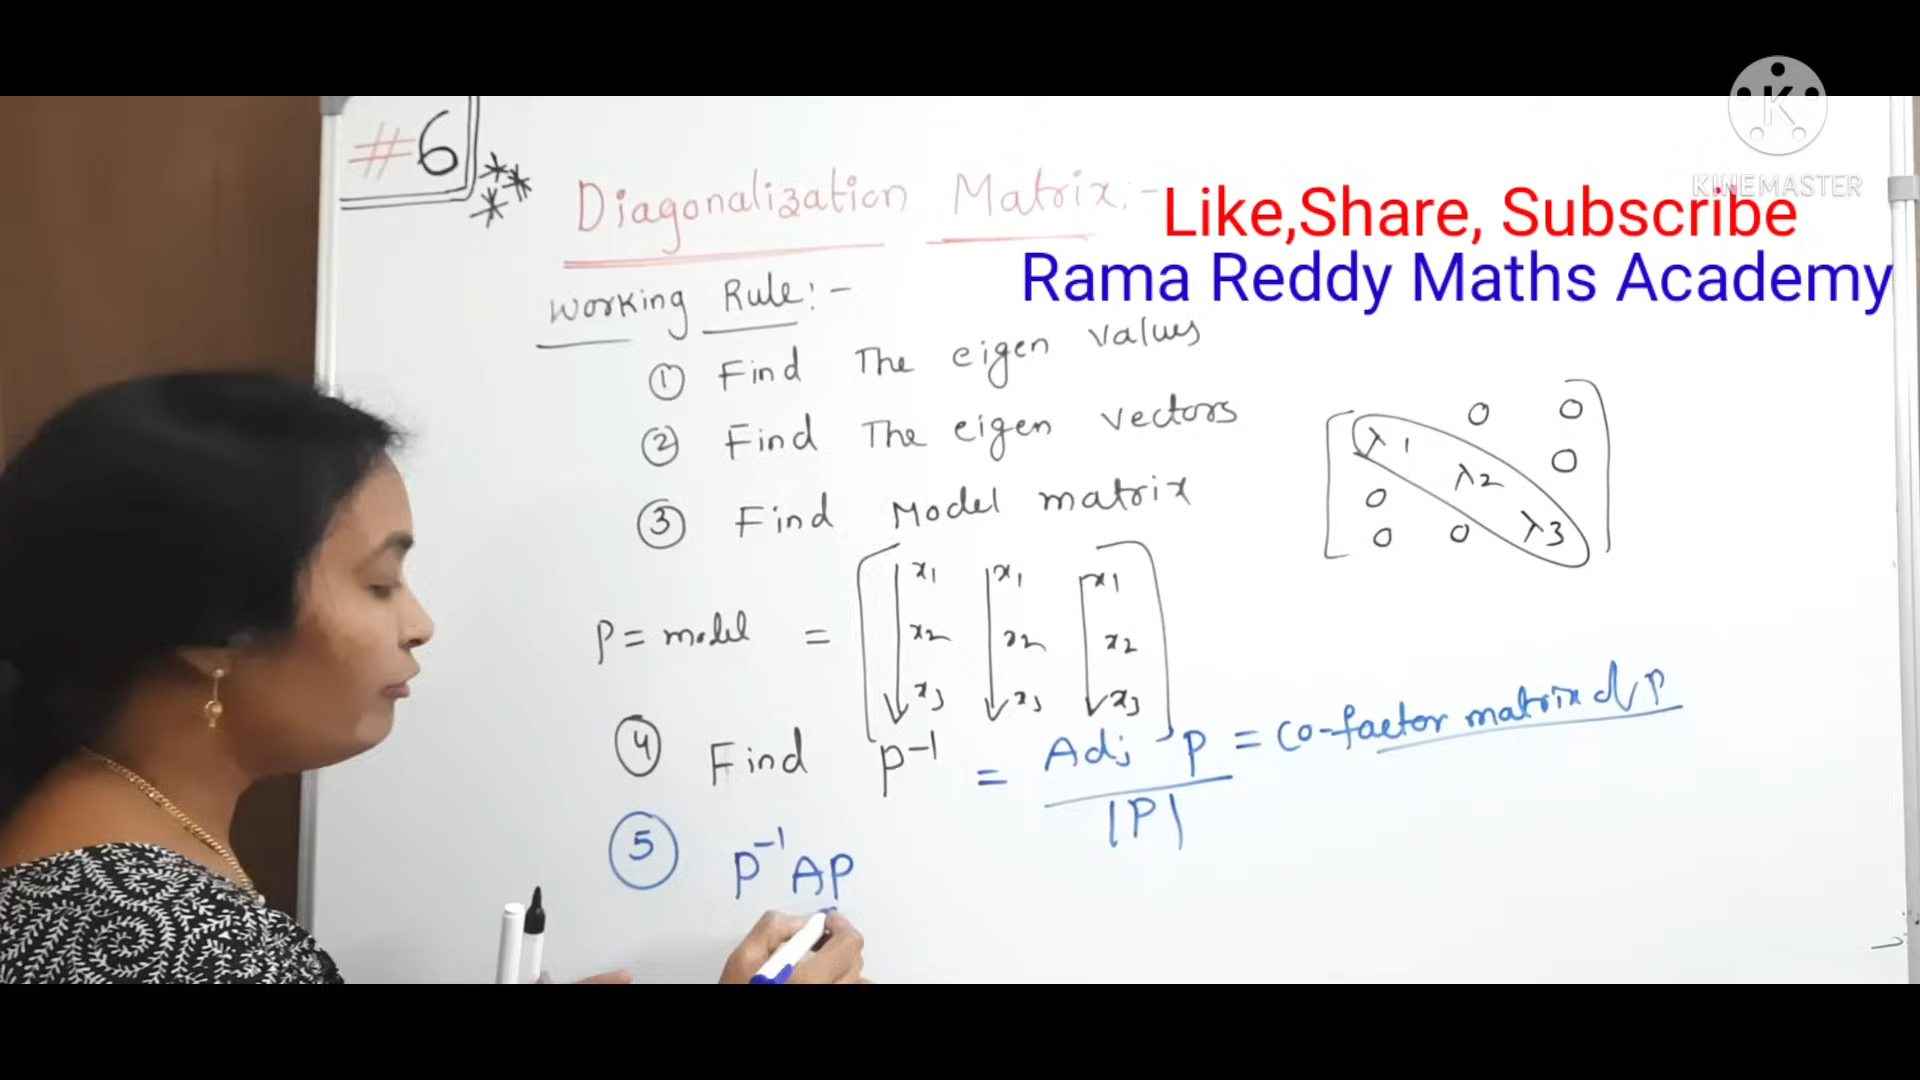 #6
Diagonalization Matrix:-
KINEMASTER
Like,Share, Subscribe
Rama Reddy Maths Academy
Working Rule:-
① Find The eigen values
② Find The eigen vectors
③ Find Model matrix
λ1 0 0
0 λ2 0
0 0 λ3
P = model = [ x1 x1 x1
x2 x2 x2
x3 x3 x3 ]
④ Find P⁻¹ = Adj P / |P| = Co-factor matrix of P
⑤ P⁻¹AP